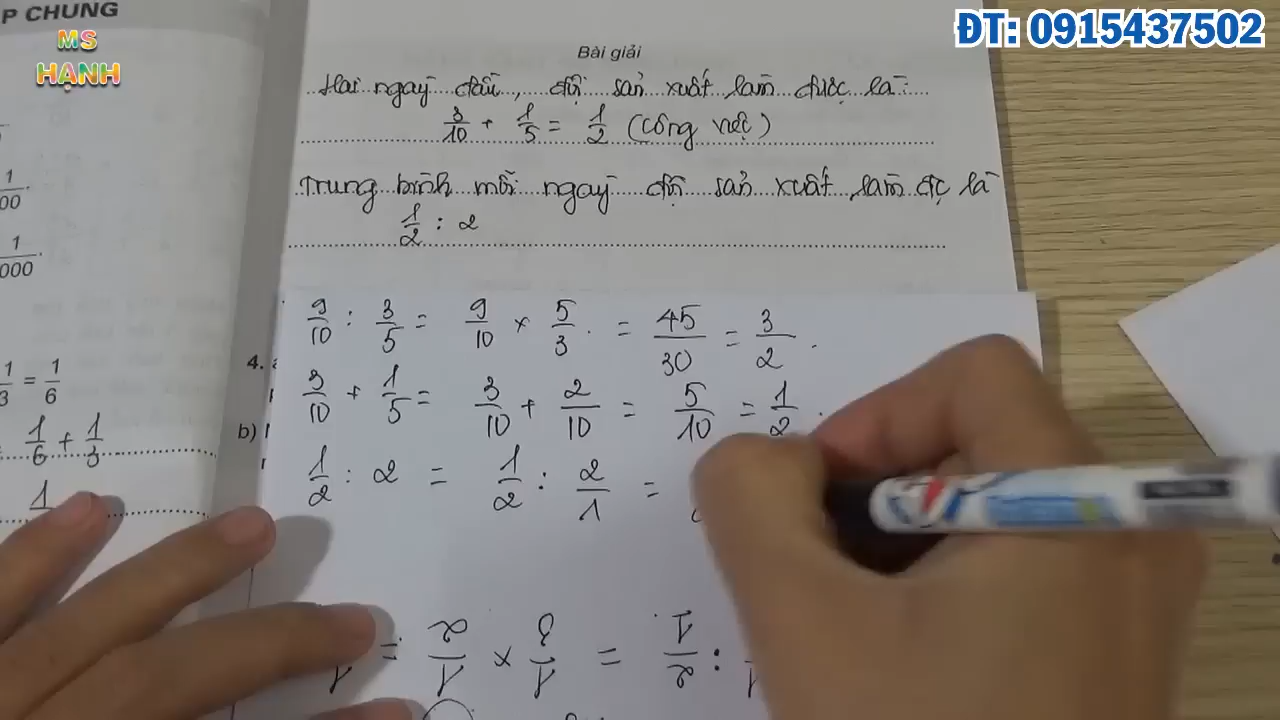 P CHUNG
MS
HẠNH
ĐT: 0915437502
Bài giải
Hai ngày đầu, đội sản xuất làm được là:
3/10 + 1/5 = 1/2 (công việc)
Trung bình mỗi ngày đội sản xuất làm đc là
1/2 : 2
1/3 = 1/6
1/6 + 1/3
1
4. a
b)
9/10 : 3/5 = 9/10 × 5/3 . = 45/30 = 3/2 .
3/10 + 1/5 = 3/10 + 2/10 = 5/10 = 1/2 .
1/2 : 2 = 1/2 : 2/1 =